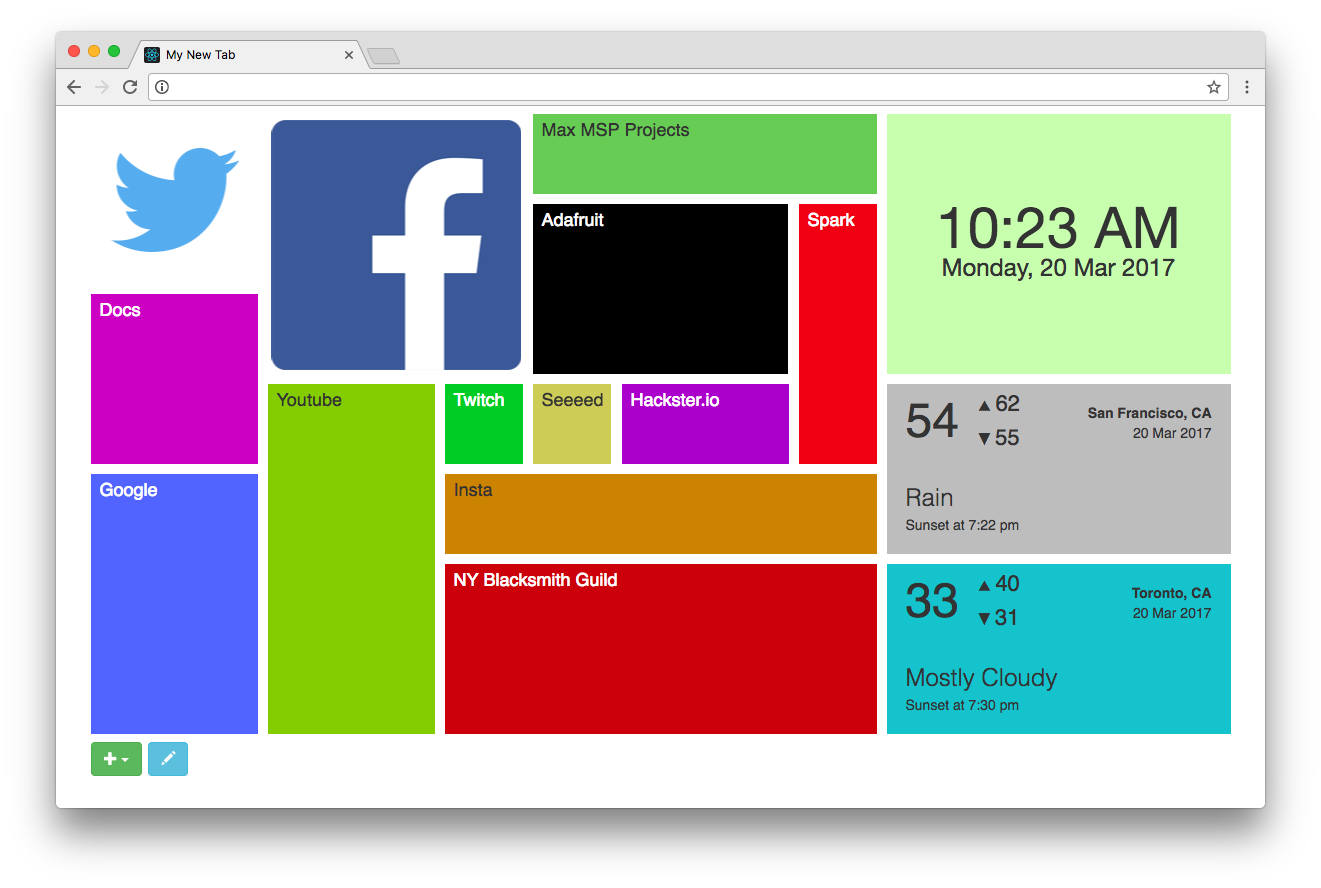 My New Tab
Max MSP Projects
Adafruit
Spark
10:23 AM
Monday, 20 Mar 2017
Docs
Youtube
Twitch
Seeeed
Hackster.io
54
▲62
▼55
San Francisco, CA
20 Mar 2017
Rain
Sunset at 7:22 pm
Google
Insta
NY Blacksmith Guild
33
▲40
▼31
Toronto, CA
20 Mar 2017
Mostly Cloudy
Sunset at 7:30 pm